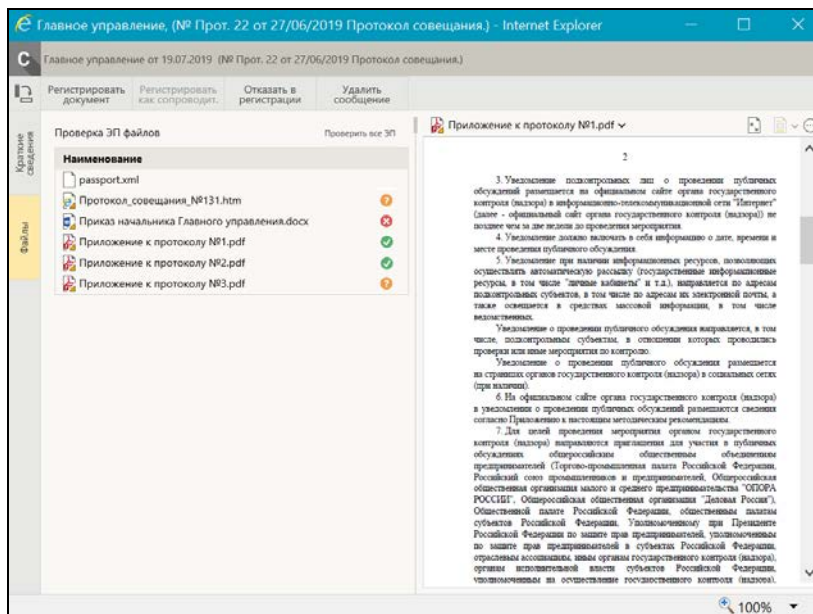 Главное управление, (№ Прот. 22 от 27/06/2019 Протокол совещания.) - Internet Explorer
С Главное управление от 19.07.2019 (№ Прот. 22 от 27/06/2019 Протокол совещания.)
Регистрировать документ
Регистрировать как сопроводит.
Отказать в регистрации
Удалить сообщение
Краткие сведения
Файлы
Проверка ЭП файлов
Проверить все ЭП
Наименование
passport.xml
Протокол_совещания_№131.htm
Приказ начальника Главного управления.docx
Приложение к протоколу №1.pdf
Приложение к протоколу №2.pdf
Приложение к протоколу №3.pdf
Приложение к протоколу №1.pdf
2
3. Уведомление подконтрольных лиц о проведении публичных
обсуждений размещается на официальном сайте органа государственного
контроля (надзора) в информационно-телекоммуникационной сети "Интернет"
(далее - официальный сайт органа государственного контроля (надзора)) не
позднее чем за две недели до проведения мероприятия.
4. Уведомление должно включать в себя информацию о дате, времени и
месте проведения публичного обсуждения.
5. Уведомление при наличии информационных ресурсов, позволяющих
осуществлять автоматическую рассылку (государственные информационные
ресурсы, в том числе "личные кабинеты" и т.д.), направляется по адресам
подконтрольных субъектов, в том числе по адресам их электронной почты, а
также освещается в средствах массовой информации, в том числе
ведомственных.
Уведомление о проведении публичного обсуждения направляется, в том
числе, подконтрольным субъектам, в отношении которых проводились
проверки или иные мероприятия по контролю.
Уведомление о проведении публичного обсуждения размещается
на страницах органов государственного контроля (надзора) в социальных сетях
(при наличии).
6. На официальном сайте органа государственного контроля (надзора)
в уведомлении о проведении публичных обсуждений размещаются сведения
согласно Приложению к настоящим методическим рекомендациям.
7. Для целей проведения мероприятия органом государственного
контроля (надзора) направляются приглашения для участия в публичных
обсуждениях общероссийским общественным объединениям
предпринимателей (Торгово-промышленная палата Российской Федерации,
Российский союз промышленников и предпринимателей, Общероссийская
общественная организация малого и среднего предпринимательства "ОПОРА
РОССИИ", Общероссийская общественная организация "Деловая Россия"),
Общественной палате Российской Федерации, общественным палатам
субъектов Российской Федерации, Уполномоченному при Президенте
Российской Федерации по защите прав предпринимателей, уполномоченным
по защите прав предпринимателей в субъектах Российской Федерации,
отраслевым ассоциациям, иным органам государственного контроля (надзора),
органам исполнительной власти субъектов Российской Федерации,
уполномоченным на осуществление государственного контроля (надзора),
100%